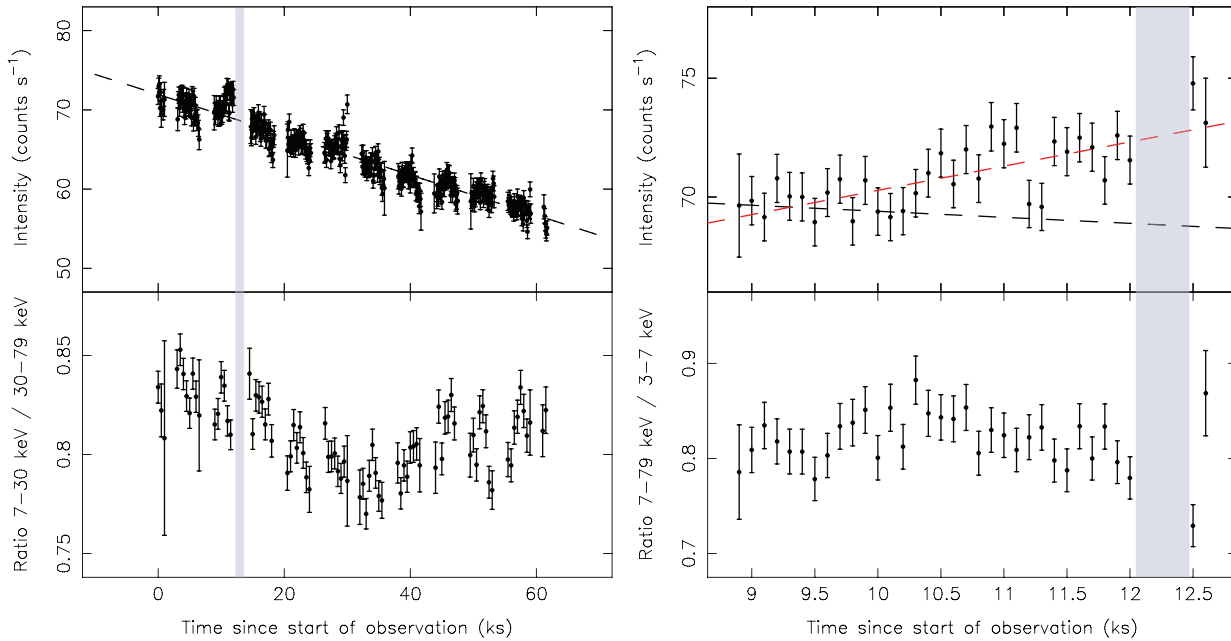 80
70
60
50
Intensity (counts s⁻¹)
75
70
Intensity (counts s⁻¹)
0.85
0.8
0.75
Ratio 7−30 keV / 30−79 keV
0 20 40 60
Time since start of observation (ks)
0.9
0.8
0.7
Ratio 7−79 keV / 3−7 keV
9 9.5 10 10.5 11 11.5 12 12.5
Time since start of observation (ks)